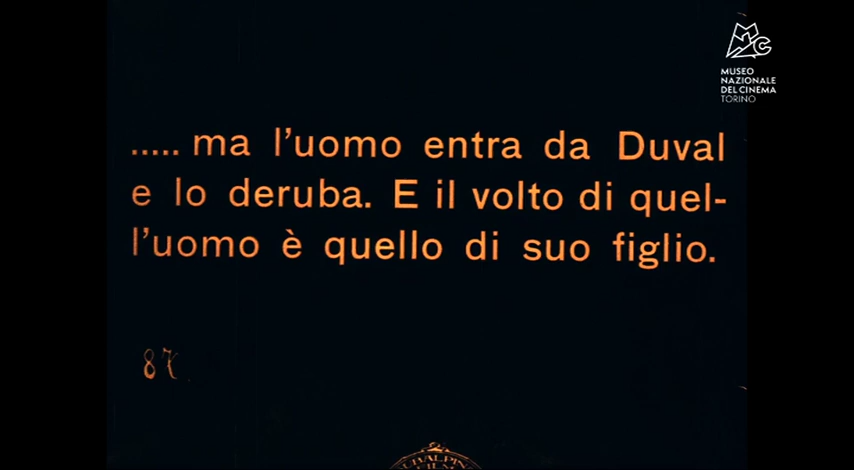 MUSEO
NAZIONALE
DEL CINEMA
TORINO
..... ma l'uomo entra da Duval
e lo deruba. E il volto di quel-
l'uomo è quello di suo figlio.
87